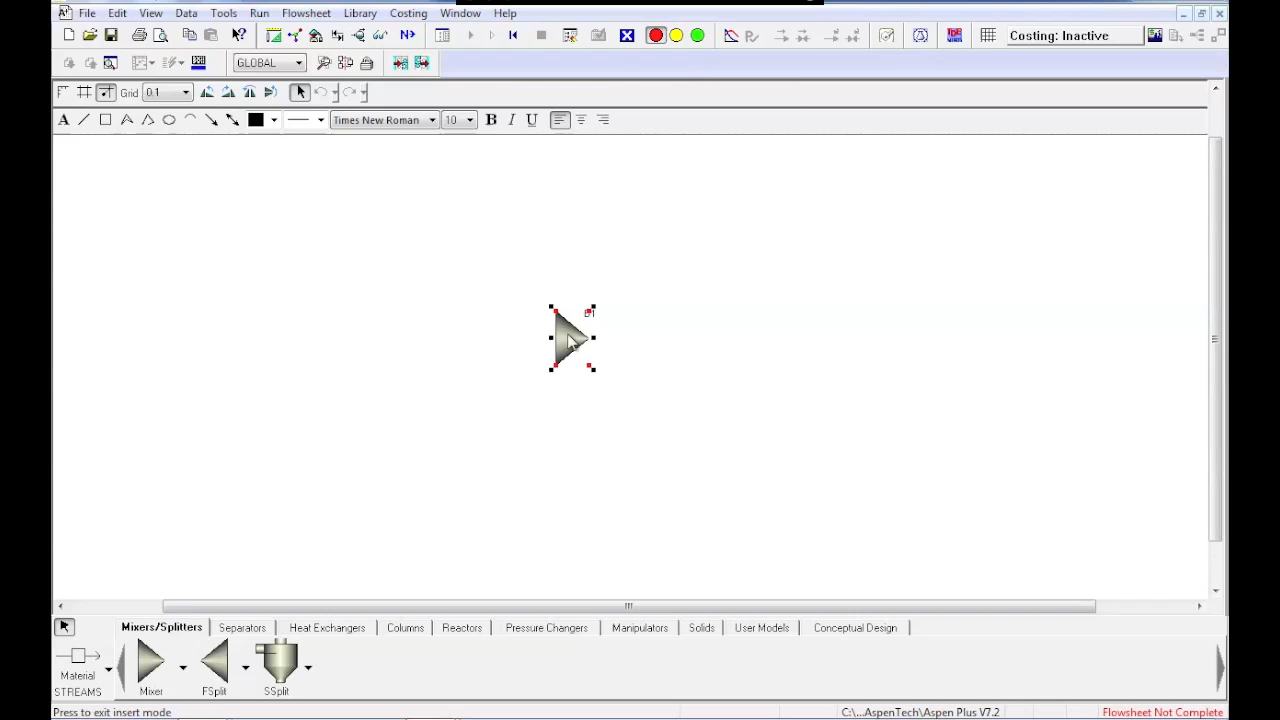 File Edit View Data Tools Run Flowsheet Library Costing Window Help
N> Costing: Inactive
GLOBAL
Grid 0.1
A Times New Roman 10 B I U
Mixers/Splitters Separators Heat Exchangers Columns Reactors Pressure Changers Manipulators Solids User Models Conceptual Design
Material Mixer FSplit SSplit
STREAMS
Press to exit insert mode C:\...AspenTech\Aspen Plus V7.2 Flowsheet Not Complete